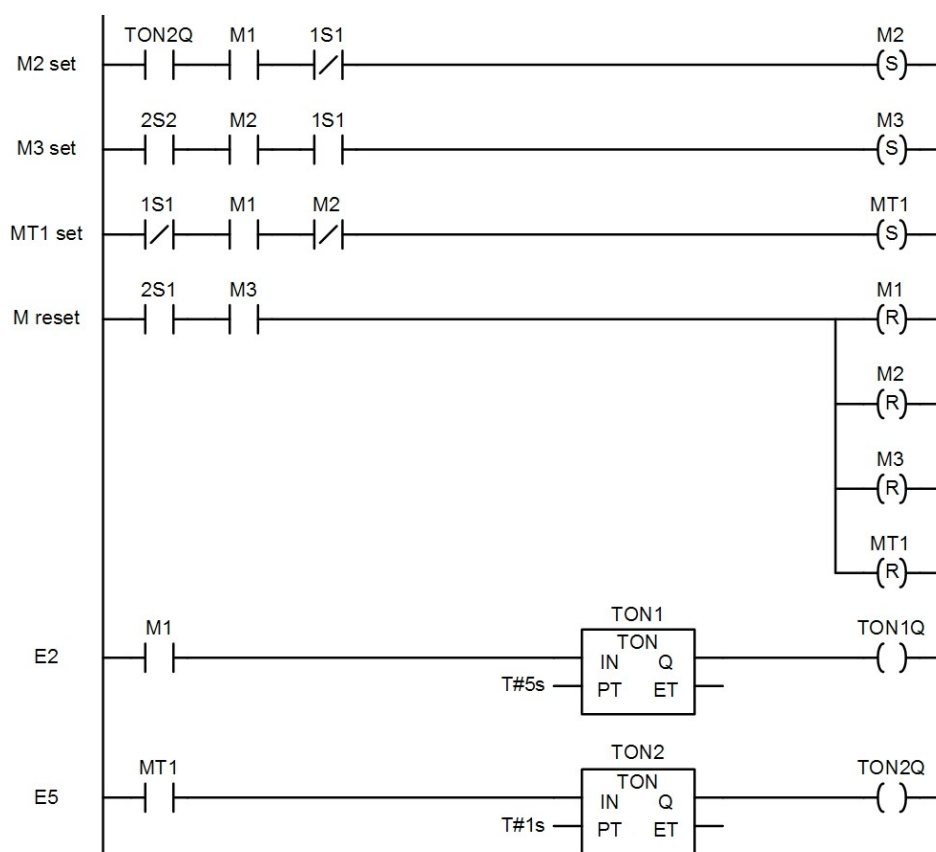 TON2Q M1 1S1 M2
M2 set (S)
2S2 M2 1S1 M3
M3 set (S)
1S1 M1 M2 MT1
MT1 set (S)
2S1 M3 M1
M reset (R)
M2
(R)
M3
(R)
MT1
(R)
TON1
M1 TON TON1Q
E2 IN Q ( )
T#5s PT ET
TON2
MT1 TON TON2Q
E5 IN Q ( )
T#1s PT ET